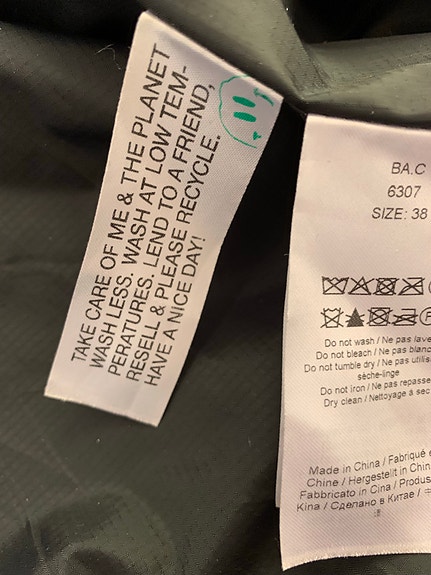 TAKE CARE OF ME & THE PLANET
WASH LESS. WASH AT LOW TEM-
PERATURES. LEND TO A FRIEND,
RESELL & PLEASE RECYCLE.
HAVE A NICE DAY!
BA.C
6307
SIZE: 38
Do not wash / Ne pas lave
Do not bleach / Ne pas blanc
Do not tumble dry / Ne pas utilis
sèche-linge
Do not iron / Ne pas repasse
Dry clean / Nettoyage à sec
Made in China / Fabriqué e
Chine / Hergestellt in Chin
Fabbricato in Cina / Produs
Kina / Сделано в Китае /